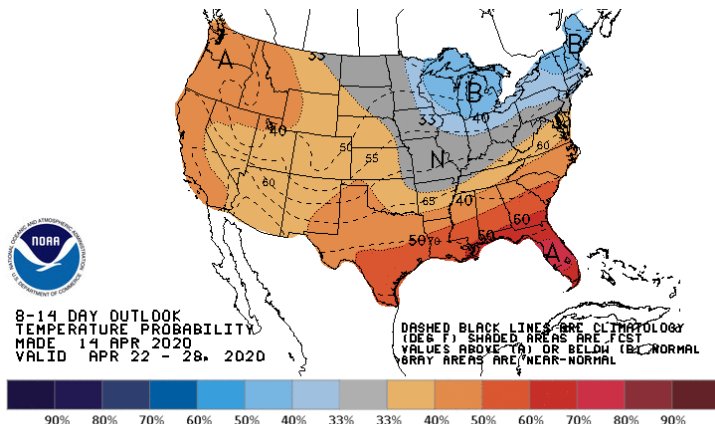 A
33
B
B
33
40
40
50
55
N
60
60
65
40
50
70
60
60
A
NATIONAL OCEANIC AND ATMOSPHERIC ADMINISTRATION
NOAA
U.S. DEPARTMENT OF COMMERCE
8-14 DAY OUTLOOK
TEMPERATURE PROBABILITY
MADE 14 APR 2020
VALID APR 22 - 28, 2020
DASHED BLACK LINES ARE CLIMATOLOGY
(DEG F) SHADED AREAS ARE FCST
VALUES ABOVE (A) OR BELOW (B) NORMAL
GRAY AREAS ARE NEAR-NORMAL
90% 80% 70% 60% 50% 40% 33% 33% 40% 50% 60% 70% 80% 90%